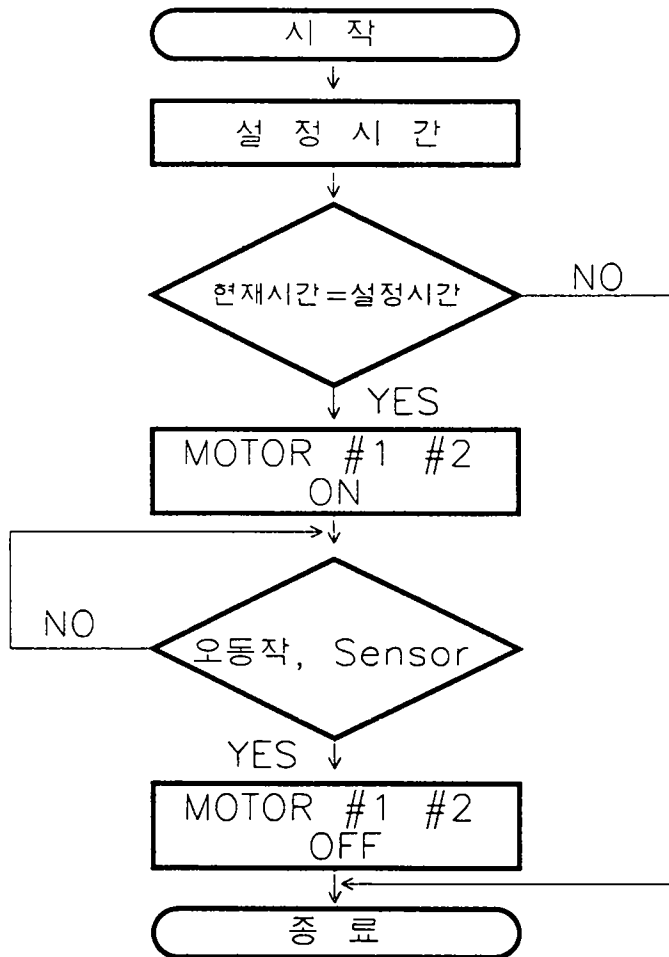 시 작
설 정 시 간
현재시간=설정시간
NO
YES
MOTOR #1 #2
ON
NO
오동작, Sensor
YES
MOTOR #1 #2
OFF
종 료